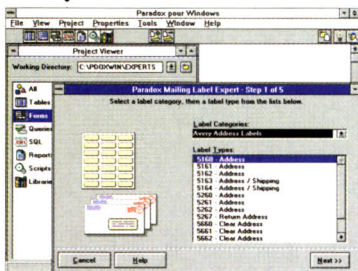 Paradox pour Windows
File View Project Properties Tools Window Help
Project Viewer
Working Directory: C:\PDOXWIN\EXPERTS
All
Tables
Forms
Queries
SQL
Reports
Scripts
Librarie
Paradox Mailing Label Expert - Step 1 of 5
Select a label category, then a label type from the lists below.
Label Categories:
Avery Address Labels
Label Types:
5160 - Address
5161 - Address
5162 - Address
5163 - Address / Shipping
5164 - Address / Shipping
5260 - Address
5261 - Address
5262 - Address
5267 - Return Address
5660 - Clear Address
5661 - Clear Address
5662 - Clear Address
Cancel
Help
Next >>